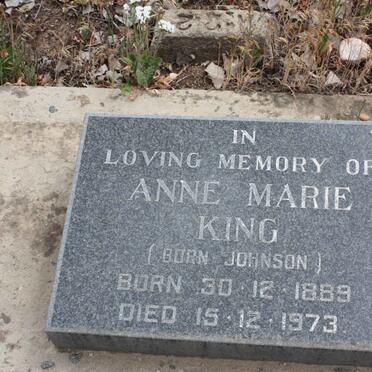 IN
LOVING MEMORY OF
ANNE MARIE
KING
(BORN JOHNSON)
BORN 30·12·1889
DIED 15·12·1973